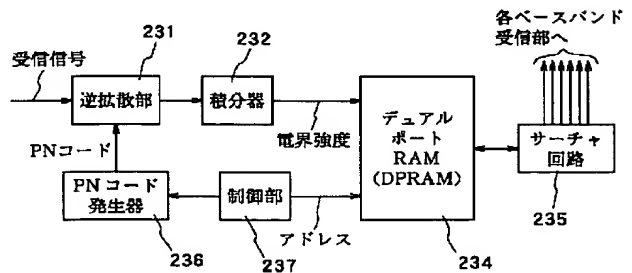 各ベースバンド
受信部へ
231
232
受信信号
逆拡散部
積分器
電界強度
デュアル
ポート
RAM
(DPRAM)
サーチャ
回路
235
PNコード
PNコード
発生器
制御部
アドレス
236
237
234